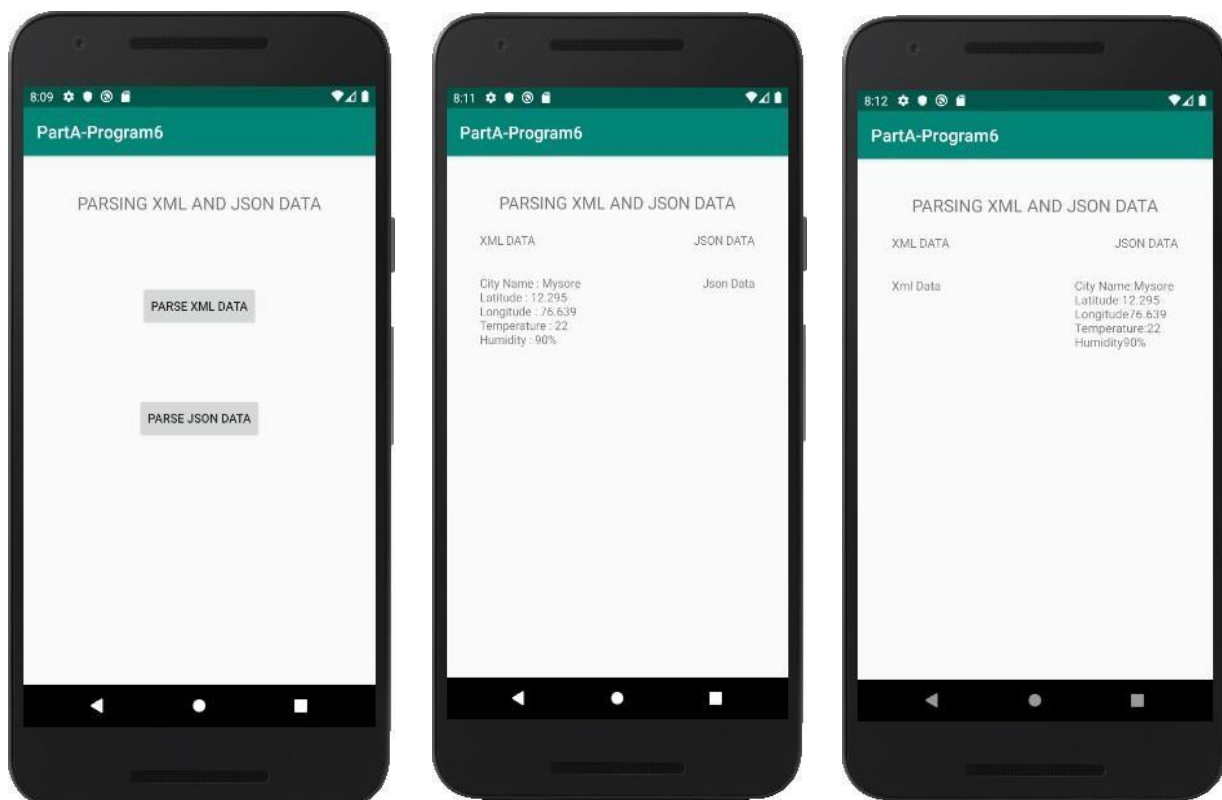 8:09
PartA-Program6
PARSING XML AND JSON DATA
PARSE XML DATA
PARSE JSON DATA
8:11
PartA-Program6
PARSING XML AND JSON DATA
XML DATA
JSON DATA
City Name : Mysore
Latitude : 12.295
Longitude : 76.639
Temperature : 22
Humidity : 90%
Json Data
8:12
PartA-Program6
PARSING XML AND JSON DATA
XML DATA
JSON DATA
Xml Data
City Name:Mysore
Latitude:12.295
Longitude76.639
Temperature:22
Humidity90%